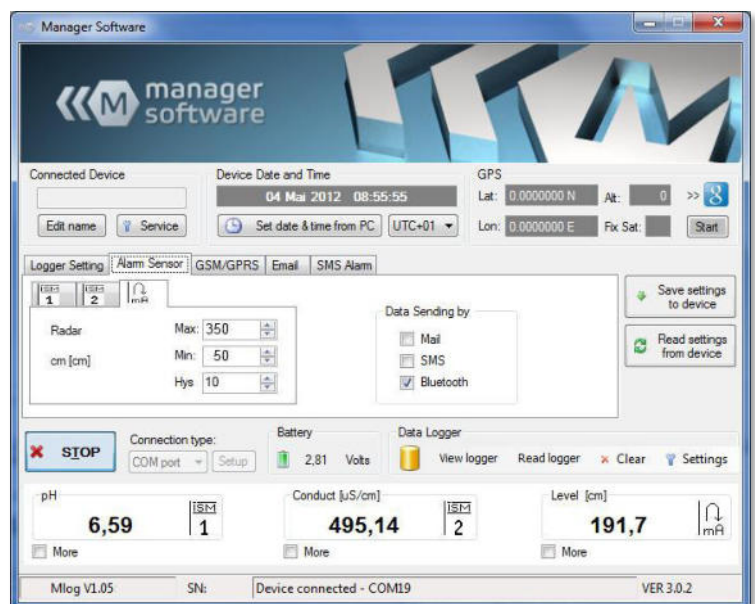 Manager Software
manager
software
Connected Device
Device Date and Time
GPS
04 Mai 2012 08:55:55
Lat: 0.0000000 N Alt: 0 >>
Edit name Service Set date & time from PC UTC+01
Lon: 0.0000000 E Fix Sat: Start
Logger Setting Alarm Sensor GSM/GPRS Email SMS Alarm
ISM 1 ISM 2 mA
Radar
cm [cm]
Max: 350
Min: 50
Hys 10
Data Sending by
Mail
SMS
Bluetooth
Save settings
to device
Read settings
from device
STOP
Connection type:
COM port Setup
Battery
2,81 Volts
Data Logger
View logger Read logger Clear Settings
pH
6,59
ISM
1
More
Conduct [µS/cm]
495,14
ISM
2
More
Level [cm]
191,7
mA
More
Mlog V1.05 SN: Device connected - COM19 VER 3.0.2